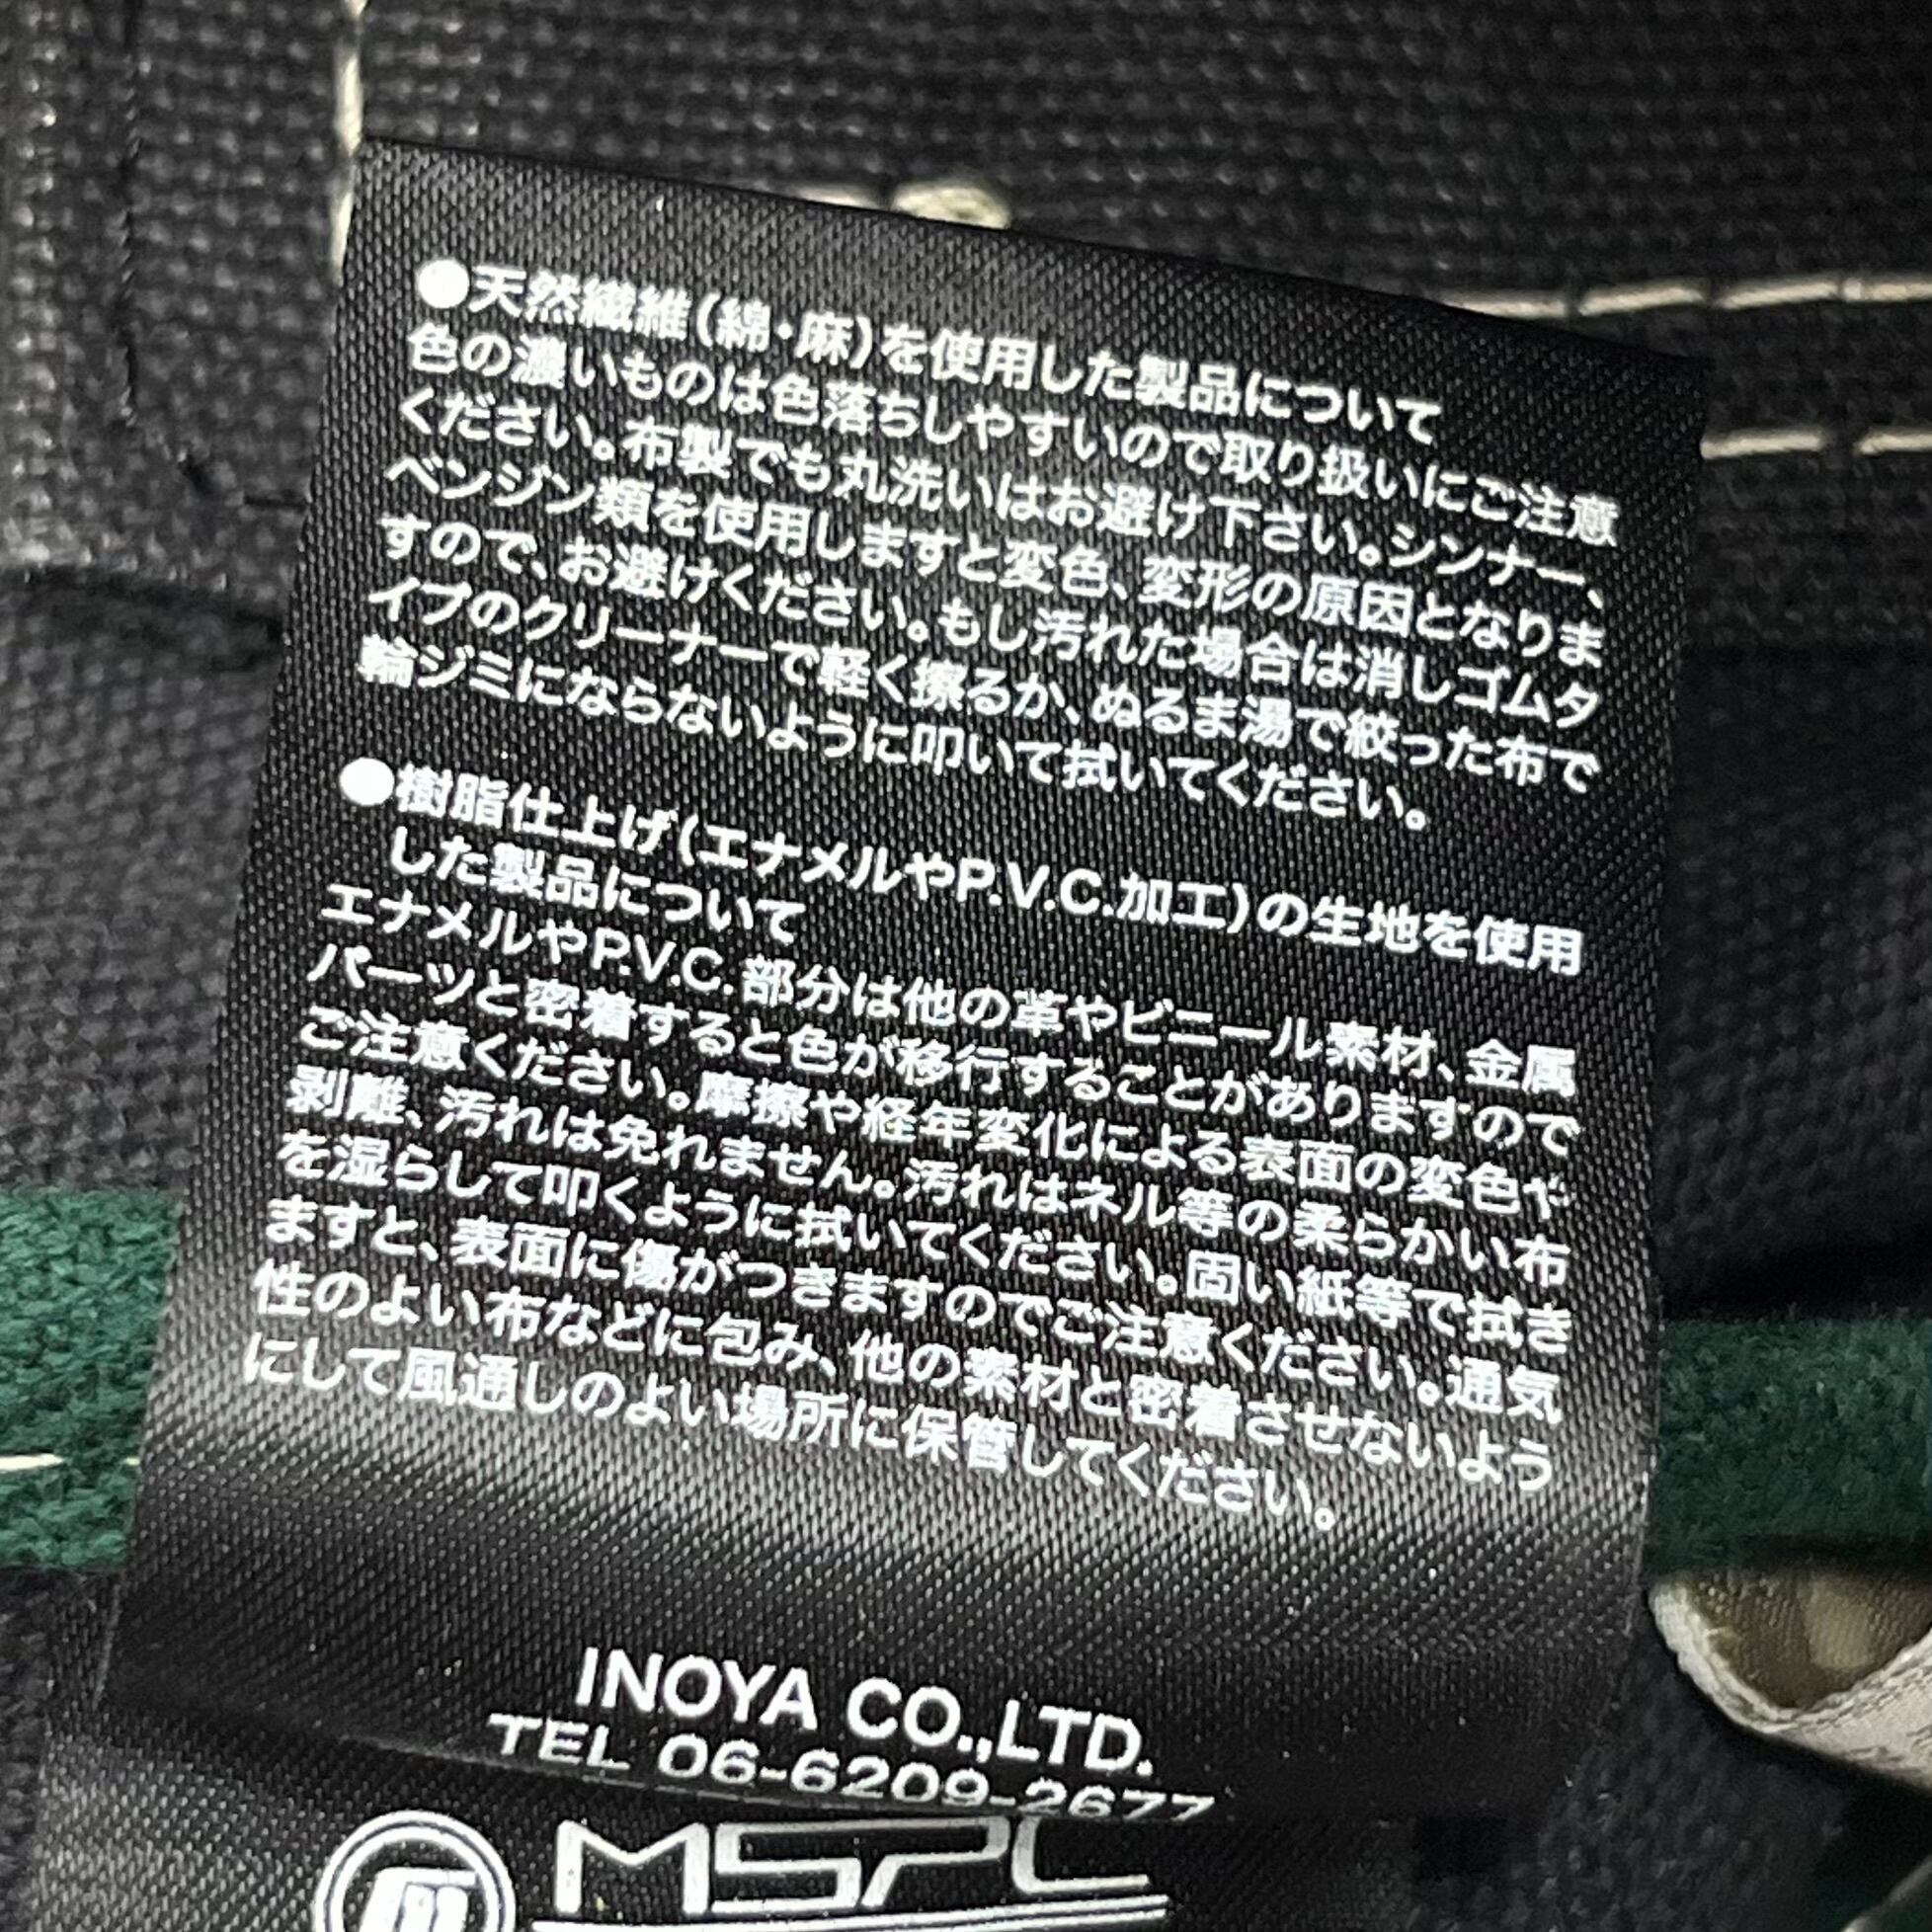 ●天然繊維(綿・麻)を使用した製品について
色の濃いものは色落ちしやすいので取り扱いにご注意
ください。布製でも丸洗いはお避け下さい。シンナー、
ベンジン類を使用しますと変色、変形の原因となりま
すので、お避けください。もし汚れた場合は消しゴムタ
イプのクリーナーで軽く擦るか、ぬるま湯で絞った布で
輪ジミにならないように叩いて拭いてください。
●樹脂仕上げ(エナメルやP.V.C.加工)の生地を使用
した製品について
エナメルやP.V.C.部分は他の革やビニール素材、金属
パーツと密着すると色が移行することがありますので
ご注意ください。摩擦や経年変化による表面の変色や
剥離、汚れは免れません。汚れはネル等の柔らかい布
を湿らして叩くように拭いてください。固い紙等で拭き
ますと、表面に傷がつきますのでご注意ください。通気
性のよい布などに包み、他の素材と密着させないよう
にして風通しのよい場所に保管してください。
INOYA CO.,LTD.
TEL 06-6209-2677
MSPC